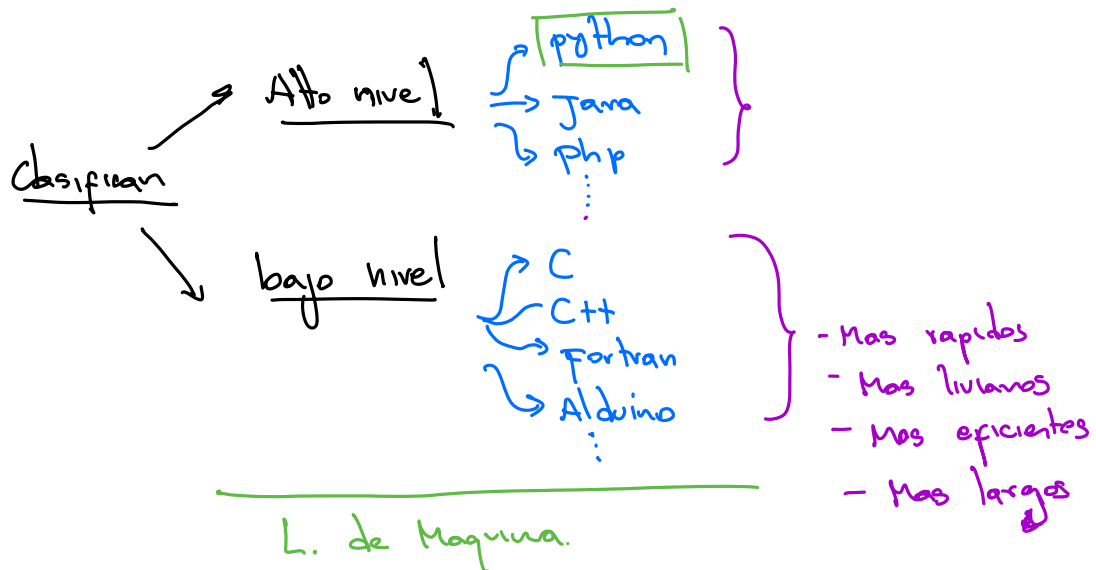 Clasifican
Alto nivel
python
Java
php
bajo nivel
C
C++
Fortran
Alduino
- Mas rapidos
- Mas livianos
- Mas eficientes
- Mas largos
L. de Maquina.